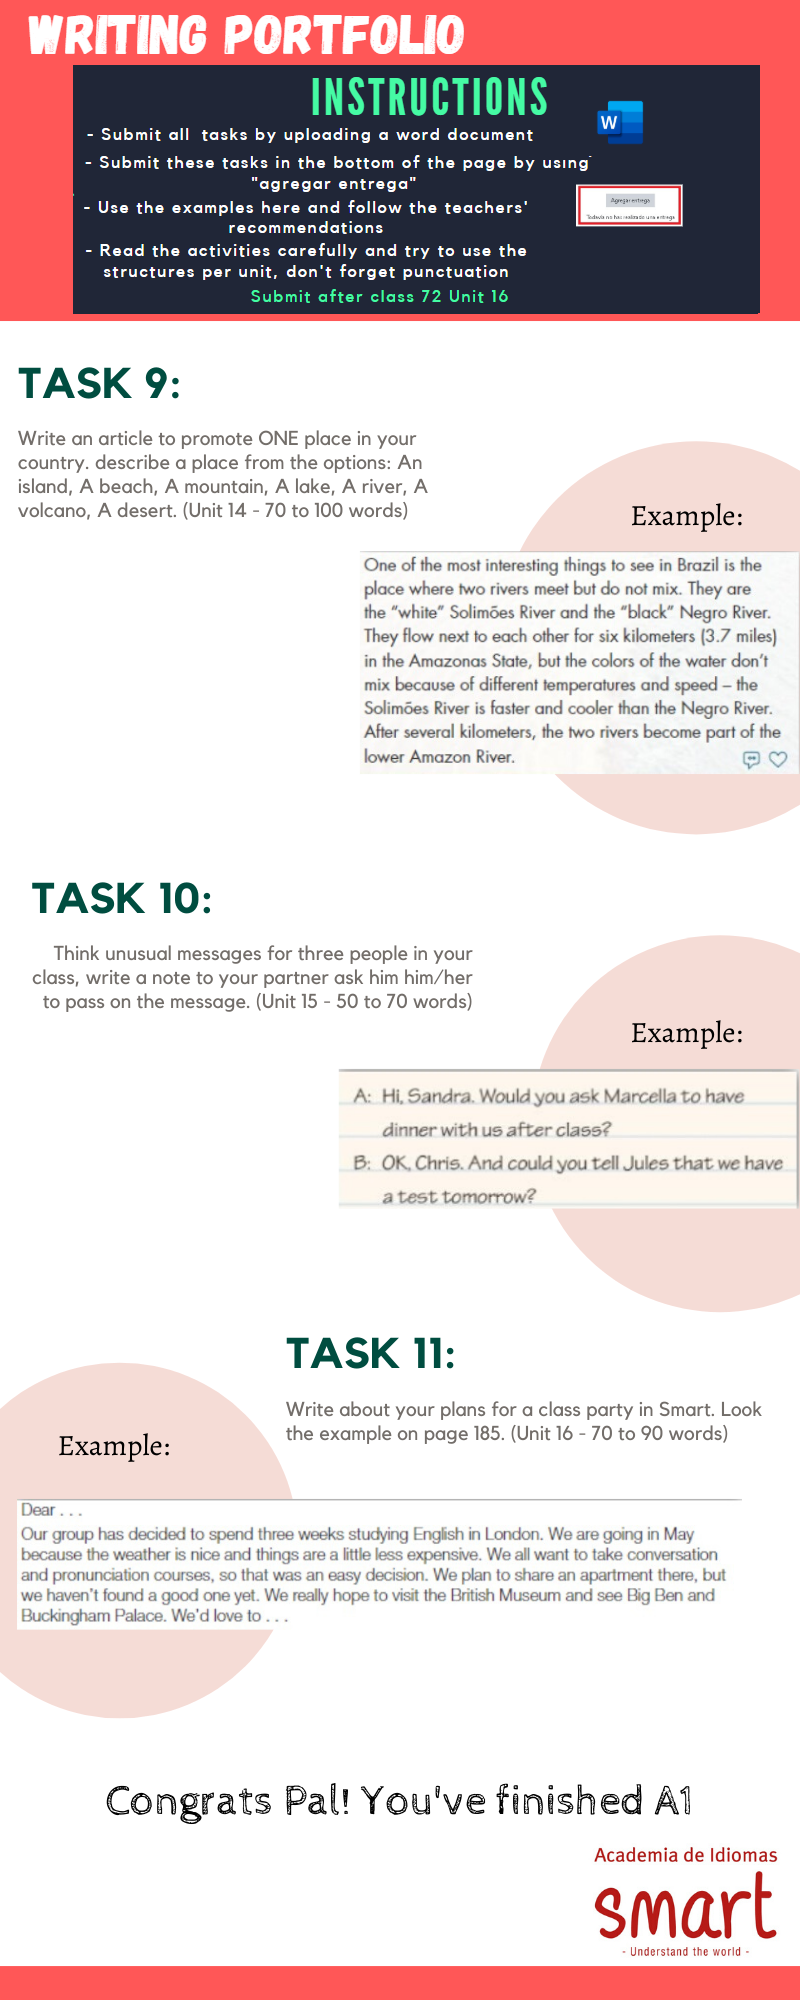 WRITING PORTFOLIO
INSTRUCTIONS
- Submit all tasks by uploading a word document
W
- Submit these tasks in the bottom of the page by using
"agregar entrega"
Agregar entrega
Todavía no has realizado una entrega
- Use the examples here and follow the teachers'
recommendations
- Read the activities carefully and try to use the
structures per unit, don't forget punctuation
Submit after class 72 Unit 16
TASK 9:
Write an article to promote ONE place in your
country. describe a place from the options: An
island, A beach, A mountain, A lake, A river, A
volcano, A desert. (Unit 14 - 70 to 100 words)
Example:
One of the most interesting things to see in Brazil is the
place where two rivers meet but do not mix. They are
the “white” Solimões River and the “black” Negro River.
They flow next to each other for six kilometers (3.7 miles)
in the Amazonas State, but the colors of the water don’t
mix because of different temperatures and speed – the
Solimões River is faster and cooler than the Negro River.
After several kilometers, the two rivers become part of the
lower Amazon River.
TASK 10:
Think unusual messages for three people in your
class, write a note to your partner ask him him/her
to pass on the message. (Unit 15 - 50 to 70 words)
Example:
A: Hi, Sandra. Would you ask Marcella to have
dinner with us after class?
B: OK, Chris. And could you tell Jules that we have
a test tomorrow?
TASK 11:
Write about your plans for a class party in Smart. Look
the example on page 185. (Unit 16 - 70 to 90 words)
Example:
Dear . . .
Our group has decided to spend three weeks studying English in London. We are going in May
because the weather is nice and things are a little less expensive. We all want to take conversation
and pronunciation courses, so that was an easy decision. We plan to share an apartment there, but
we haven’t found a good one yet. We really hope to visit the British Museum and see Big Ben and
Buckingham Palace. We’d love to . . .
Congrats Pal! You've finished A1
Academia de Idiomas
smart
- Understand the world -